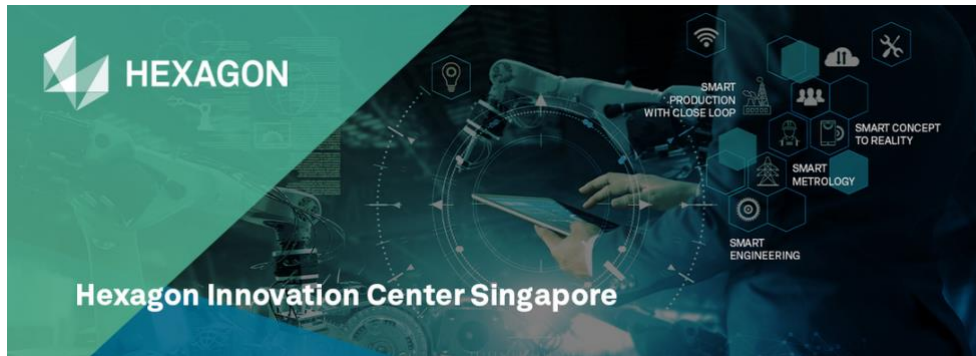 HEXAGON
SMART
PRODUCTION
WITH CLOSE LOOP
SMART CONCEPT
TO REALITY
SMART
METROLOGY
SMART
ENGINEERING
Hexagon Innovation Center Singapore